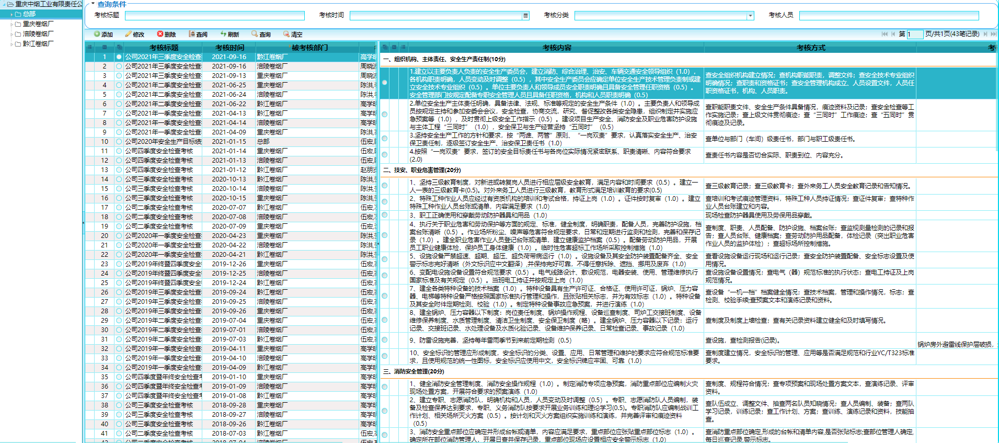 重庆中烟工业有限责任公
总部
重庆卷烟厂
涪陵卷烟厂
黔江卷烟厂
查询条件
考核标题 考核时间 考核分类 考核人员
添加 修改 删除 查阅 刷新 查询 清空
第 1 页/共1页(43笔记录)
考核标题 考核时间 被考核部门
1 公司2021年三季度安全检查 2021-09-16 黔江卷烟厂 高学明
2 公司2021年三季度安全检查 2021-09-16 涪陵卷烟厂 周晓波
3 公司2021年三季度安全检查 2021-09-13 重庆卷烟厂 周晓波
4 公司2021年二季度安全检查 2021-06-25 重庆卷烟厂 陈洪,
5 公司2021年二季度安全检查 2021-06-24 涪陵卷烟厂 陈洪,
6 公司2021年二季度安全检查 2021-06-22 黔江卷烟厂 高学明
7 公司2021年一季度安全检查 2021-04-13 黔江卷烟厂 高学明
8 公司2021年一季度安全检查 2021-04-14 涪陵卷烟厂 高学明
9 公司2021年一季度安全检查 2021-04-09 重庆卷烟厂 陈洪,
10 公司2020年安全生产目标绩 2021-01-15 总部 伍宏,
11 公司四季度安全检查考核 2021-01-14 重庆卷烟厂 伍宏,
12 公司四季度安全检查考核 2021-01-13 涪陵卷烟厂 伍宏,
13 公司四季度安全检查考核 2021-01-12 黔江卷烟厂 赵朋
14 公司三季度安全检查考核 2020-10-13 黔江卷烟厂 陈洪,
15 公司三季度安全检查考核 2020-10-14 涪陵卷烟厂 陈洪,
16 公司三季度安全检查考核 2020-10-15 重庆卷烟厂 陈洪,
17 公司二季度安全检查考核 2020-07-07 黔江卷烟厂 伍宏,
18 公司二季度安全检查考核 2020-07-08 涪陵卷烟厂 伍宏,
19 公司二季度安全检查考核 2020-07-09 重庆卷烟厂 伍宏,
20 公司2020年一季度安全检查 2020-04-23 重庆卷烟厂 陈洪,
21 公司2020年一季度安全检查 2020-04-22 涪陵卷烟厂 陈洪,
22 公司2020年一季度安全检查 2020-04-21 黔江卷烟厂 陈洪,
23 公司2019年终暨四季度安全 2019-12-26 重庆卷烟厂 伍宏,
24 公司2019年终暨四季度安全 2019-12-25 涪陵卷烟厂 伍宏,
25 公司2019年终暨四季度安全 2019-12-24 黔江卷烟厂 伍宏,
26 公司2019年三季度安全检查 2019-09-24 黔江卷烟厂 伍宏,
27 公司2019年三季度安全检查 2019-09-25 涪陵卷烟厂 伍宏,
28 公司2019年三季度安全检查 2019-09-26 重庆卷烟厂 伍宏,
29 公司2019年二季度安全检查 2019-07-04 重庆卷烟厂 伍宏,
30 公司2019年二季度安全检查 2019-07-01 涪陵卷烟厂 伍宏,
31 公司2019年二季度安全检查 2019-07-03 黔江卷烟厂 伍宏,
32 公司2019年一季度安全检查 2019-04-11 重庆卷烟厂 高学明
33 公司2019年一季度安全检查 2019-04-10 涪陵卷烟厂 高学明
34 公司2019年一季度安全检查 2019-04-09 黔江卷烟厂 高学明
35 公司四季度暨年终安全检查 2019-01-10 重庆卷烟厂 高学明
36 公司四季度暨年终安全检查 2019-01-09 涪陵卷烟厂 高学明
37 公司四季度暨年终安全检查 2019-01-08 黔江卷烟厂 高学明
38 公司三季度安全检查考核 2018-09-28 重庆卷烟厂 高学明
39 公司三季度安全检查考核 2018-09-27 涪陵卷烟厂 高学明
40 公司三季度安全检查考核 2018-09-26 黔江卷烟厂 高学明
41 公司二季度安全检查考核 2018-07-03 黔江卷烟厂 伍宏,
考核内容 考核方式
一、组织机构、主体责任、安全生产责任制(10分)
1.建立以主要负责人负责的安全生产委员会，建立消防、综合治理、治安、车辆交通安全领导组织（1.0），
各机构职责明确，人员变动及时调整（0.5），其中安全生产委员会应确定单位安全生产技术管理负责制或建
立安全技术专业组织（0.5）。单位主要负责人和领导成员安全职责明确且具备安全管理任职资格（0.5）。
安全管理部门按规定配备专职安全管理人员且具备任职资格，机构和人员职责明确（0.5）
查安全组织机构建立情况；查机构职能职责，调整文件；查安全技术专业组织
明确情况；查职责和资格证书；查安全管理机构成立、人员设置文件，人员任
职资格证书，机构、人员职责。
2.单位安全生产主体责任明确，具备法律、法规、标准等规定的安全生产条件（1.0）。主要负责人和领导成
员按规定主持和参加安委会会议，安全检查，协商交流，研究、督促整改各类安全隐患，组织制定并实施应
急预案等（1.0），及时贯彻上级安全工作指示（0.5）。建设项目生产安全、消防安全及职业危害防护设施
与主体工程“三同时”（1.0），安全保卫与生产经营坚持“五同时”（0.5）
查职能职责文件、安全生产条件具备情况，痕迹资料及记录；查安全检查等工
作实施记录；查上级文件贯彻痕迹；查“三同时”工作痕迹；查“五同时”贯
彻痕迹及记录。
3.坚持安全生产工作的方针和要求，按“两谁、两管”原则、“一岗双责”要求，认真落实安全生产、治安
保卫责任制，逐级签订安全生产、治安保卫责任书（1.0）
查单位与部门（车间）级责任书，部门与职工级责任书。
4.按照“一岗双责”要求，签订的安全目标责任书与各岗位实际情况紧密联系、职责清晰、内容符合要求
(2.0)
查责任书内容是否切合实际、职责到位、内容充分。
二、技安、职业危害管理(20分)
1、坚持三级教育制度，对新进或转复岗人员进行相应层级安全教育，满足内容和时间要求（0.5）。建立一
人一表的三级教育卡(0.5)。对外来务工人员进行三级教育，教育形式满足培训教育的要求(0.5)
查三级教育记录；查三级教育卡；查外来务工人员安全教育记录和告知情况。
2、特殊工种作业人员应经过有资质机构的培训和考试合格，持证上岗（1.0）。证件按时复审（1.0）。建立
特殊工种作业人员台账或清单，内容满足要求（1.0）
查培训和考试痕迹管理资料，特殊工种人员持证情况；查证件复审；查特种作
业人员台账建立和内容。
3、职工正确使用和穿戴劳动防护器具和用品（1.0）
现场检查防护器具使用及劳保用品穿戴。
4、执行关于职业危害和劳动保护等方面的规定、标准，健全制度，明确职责，配备人员，完善防护设施，档
案台账清晰（0.5）。作业场所粉尘、噪声等危害符合规定要求，日常和定期进行监测和检测，完善和保存记
录（1.0）。建全职业危害作业人员登记台账或清单，建立健康监护档案（0.5）。配备劳动防护用品，开展
员工职业健康体检，保护员工身体健康（1.0）。临时性危害超标工作场所采取控制措施（1.0）
查制度、职责、人员配备、防护设施、档案台账；查监视测量检测的记录和报
告；查人员台账、健康档案；查劳动防护用品配备，体检记录（突出职业危害
作业人员的监护体检）；查超标场所控制措施。
5、设施设备严禁超速、超期、超压、超负荷带病运行（1.0）。设施设备及其安全防护装置配备齐全、安全
警示标志完好清晰（外文标识应中文翻译），并保持完好可靠，不得任意拆除、遮挡、挪用及废弃（1.0）
查看设施设备运行现场和运行记录；查安全防护装置配备、安全标志设置及使
用情况。
6、变配电设施设备设置符合规范要求（0.5）。电气线路设计、敷设规范，电器安装、使用、管理维修执行
国家标准及有关规定（0.5）。当班电工持证并按规定上岗（1.0）
查设施设备设置情况；查电气（器）规范标准的执行状态；查电工持证及上岗
规范情况。
7、建全各类特种设备的技术档案（1.0）。特种设备具有生产许可证、合格证、使用许可证，锅炉、压力容
器、电梯等特种设备严格按照国家标准执行管理和操作，且张贴相关标志，并为有效标志（1.0）。特种设备
及其安全附件定期检测、校验（1.0）。制定特种设备事故应急预案，并进行演练（1.0）
查设备“一机一档”档案健全情况；查技术档案，管理和操作情况，标志；查
检测、校验手续;查预案文本和演练记录和资料。
8、建全锅炉、压力容器以下制度；岗位责任制度、锅炉操作规程、设备巡查制度、司炉工交接班制度、设备
维修保养制度、水质管理制度、清洁卫生制度、安全保卫制度（略）。建全锅炉、压力容器以下记录；运行
记录、交接班记录、水处理设备及水质化验记录、设备维护保养记录、日常检查记录、事故记录（1.0）
查制度及制度上墙检查；查有关记录资料建立健全和及时填写情况。
9、防雷设施完善，坚持每年雷雨季节到来前定期检测（0.5）
查设施，查检测报告(记录)。
锅炉房外避雷线保护层破损，
10、安全标识的管理应形成制度，安全标识的分类、设置、应用、日常管理和维护的要求应符合规范标准要
求，且使用规范的统一性图标，安全标识应使用中文，安全标识牌应牢固、可靠（1.0）
查制度建立情况，安全标识的管理、应用等是否满足规范和行业YC/T323标准
要求。
三、消防安全管理(20分)
1、健全消防安全管理制度、消防安全操作规程（1.0）。制定消防专项应急预案，消防重点部位应编制火灾
现场处置方案，开展符合要求的预案演练（1.0）
查制度、规程符合情况；查专项预案和现场处置方案文本，查演练记录、评审
资料。
2、建立专职、志愿消防队，明确机构和人员，人员变动及时调整（0.5）。专职、志愿消防队人员编制，装
备及检查保养达到要求，专职、义务消防队按要求开展业务训练和理论学习(0.5)。专职消防队应编制战训工
作计划、相关场所灭火方案（0.5）。按计划和灭火方案组织实施训练和演练，并完善评审和痕迹资料
（0.5）
查队伍成立、调整文件、抽查两名队员知晓情况；查人员编制、装备；查两队
学习记录，训练记录；查工作计划、方案；查训练、演练记录和资料，技能抽
查。
3、消防安全重点部位应确定并形成台帐或清单，内容应满足要求，重点部位应张贴重点部位标志（1.0）。
确定所在部位消防管理人，开展日查并保存记录，重点部位现场应设置相应安全警示标志（1.0）
查消防重点部位确定,形成的台帐和清单内容,是否张贴标志;查部位管理人确定,
每日巡查记录,警示标志。